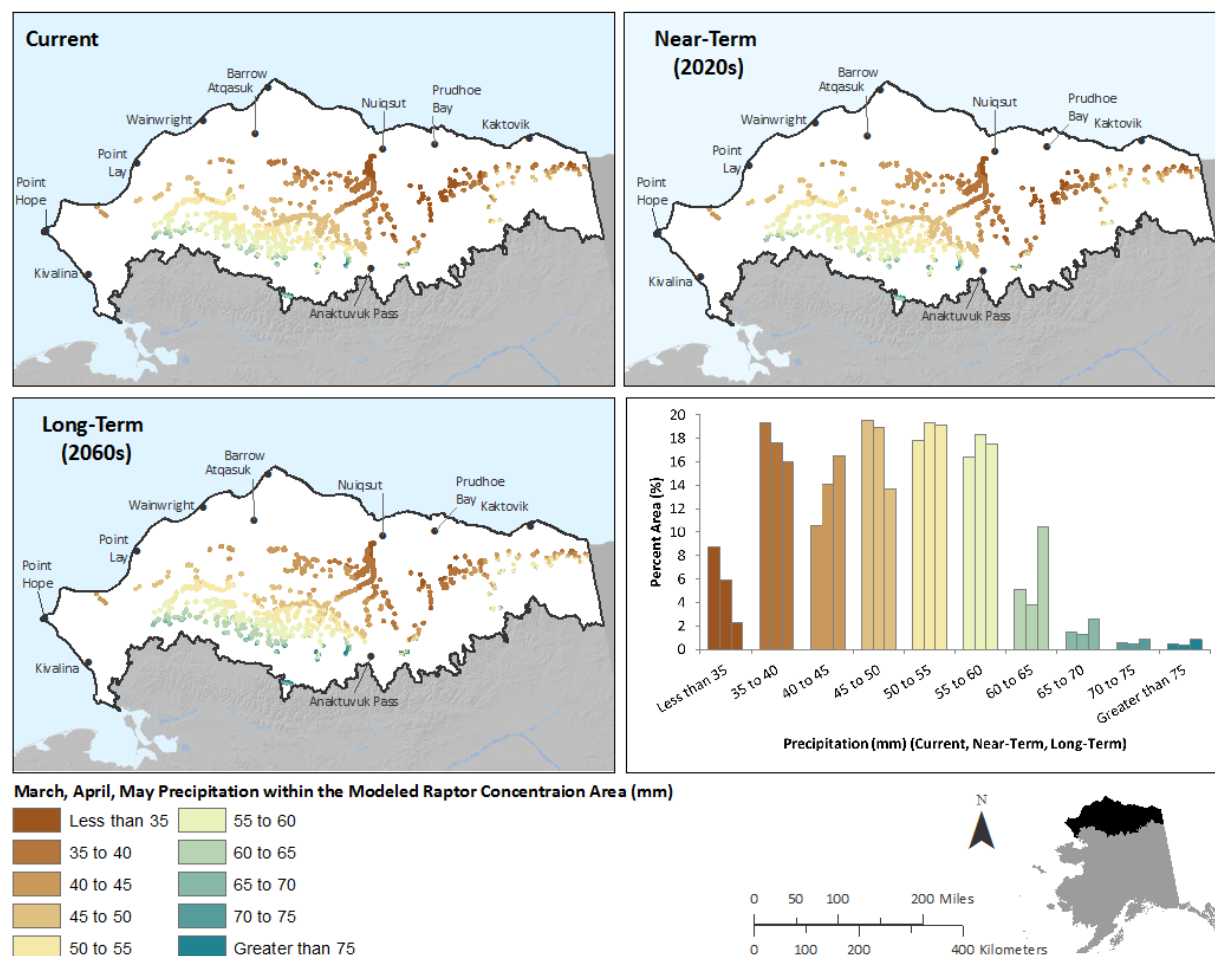 Current
Barrow
Atqasuk
Nuiqsut
Prudhoe
Bay
Wainwright
Kaktovik
Point
Lay
Point
Hope
Kivalina
Anaktuvuk Pass
Near-Term
(2020s)
Barrow
Atqasuk
Nuiqsut
Prudhoe
Bay
Wainwright
Kaktovik
Point
Lay
Point
Hope
Kivalina
Anaktuvuk Pass
Long-Term
(2060s)
Barrow
Atqasuk
Nuiqsut
Prudhoe
Bay
Kaktovik
Wainwright
Point
Lay
Point
Hope
Kivalina
Anaktuvuk Pass
Percent Area (%)
20
18
16
14
12
10
8
6
4
2
0
Less than 35
35 to 40
40 to 45
45 to 50
50 to 55
55 to 60
60 to 65
65 to 70
70 to 75
Greater than 75
Precipitation (mm) (Current, Near-Term, Long-Term)
March, April, May Precipitation within the Modeled Raptor Concentraion Area (mm)
Less than 35
35 to 40
40 to 45
45 to 50
50 to 55
55 to 60
60 to 65
65 to 70
70 to 75
Greater than 75
N
0 50 100 200 Miles
0 100 200 400 Kilometers